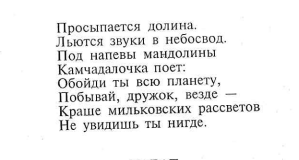 Просыпается долина.
Льются звуки в небосвод.
Под напевы мандолины
Камчадалочка поет:
Обойди ты всю планету,
Побывай, дружок, везде —
Краше мильковских рассветов
Не увидишь ты нигде.